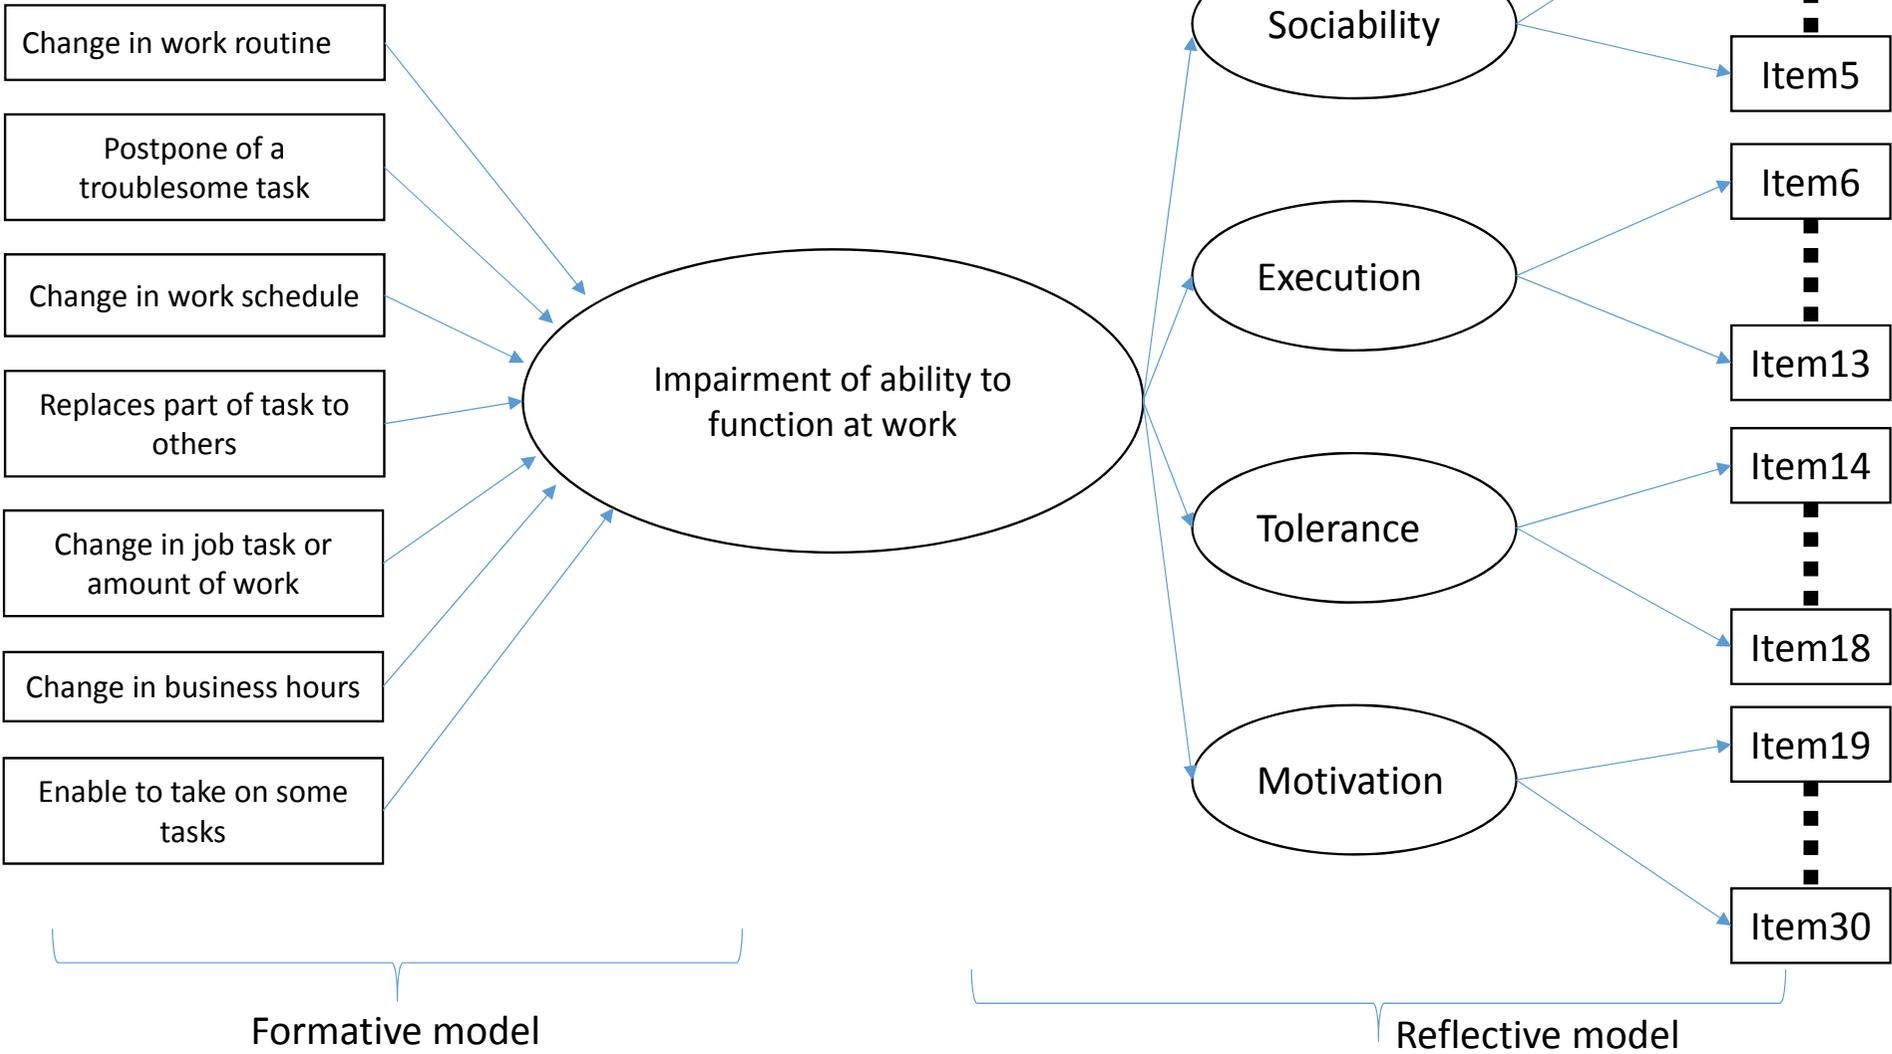 Change in work routine
Postpone of a
troublesome task
Change in work schedule
Replaces part of task to
others
Change in job task or
amount of work
Change in business hours
Enable to take on some
tasks
Impairment of ability to
function at work
Sociability
Execution
Tolerance
Motivation
Item5
Item6
Item13
Item14
Item18
Item19
Item30
Formative model
Reflective model